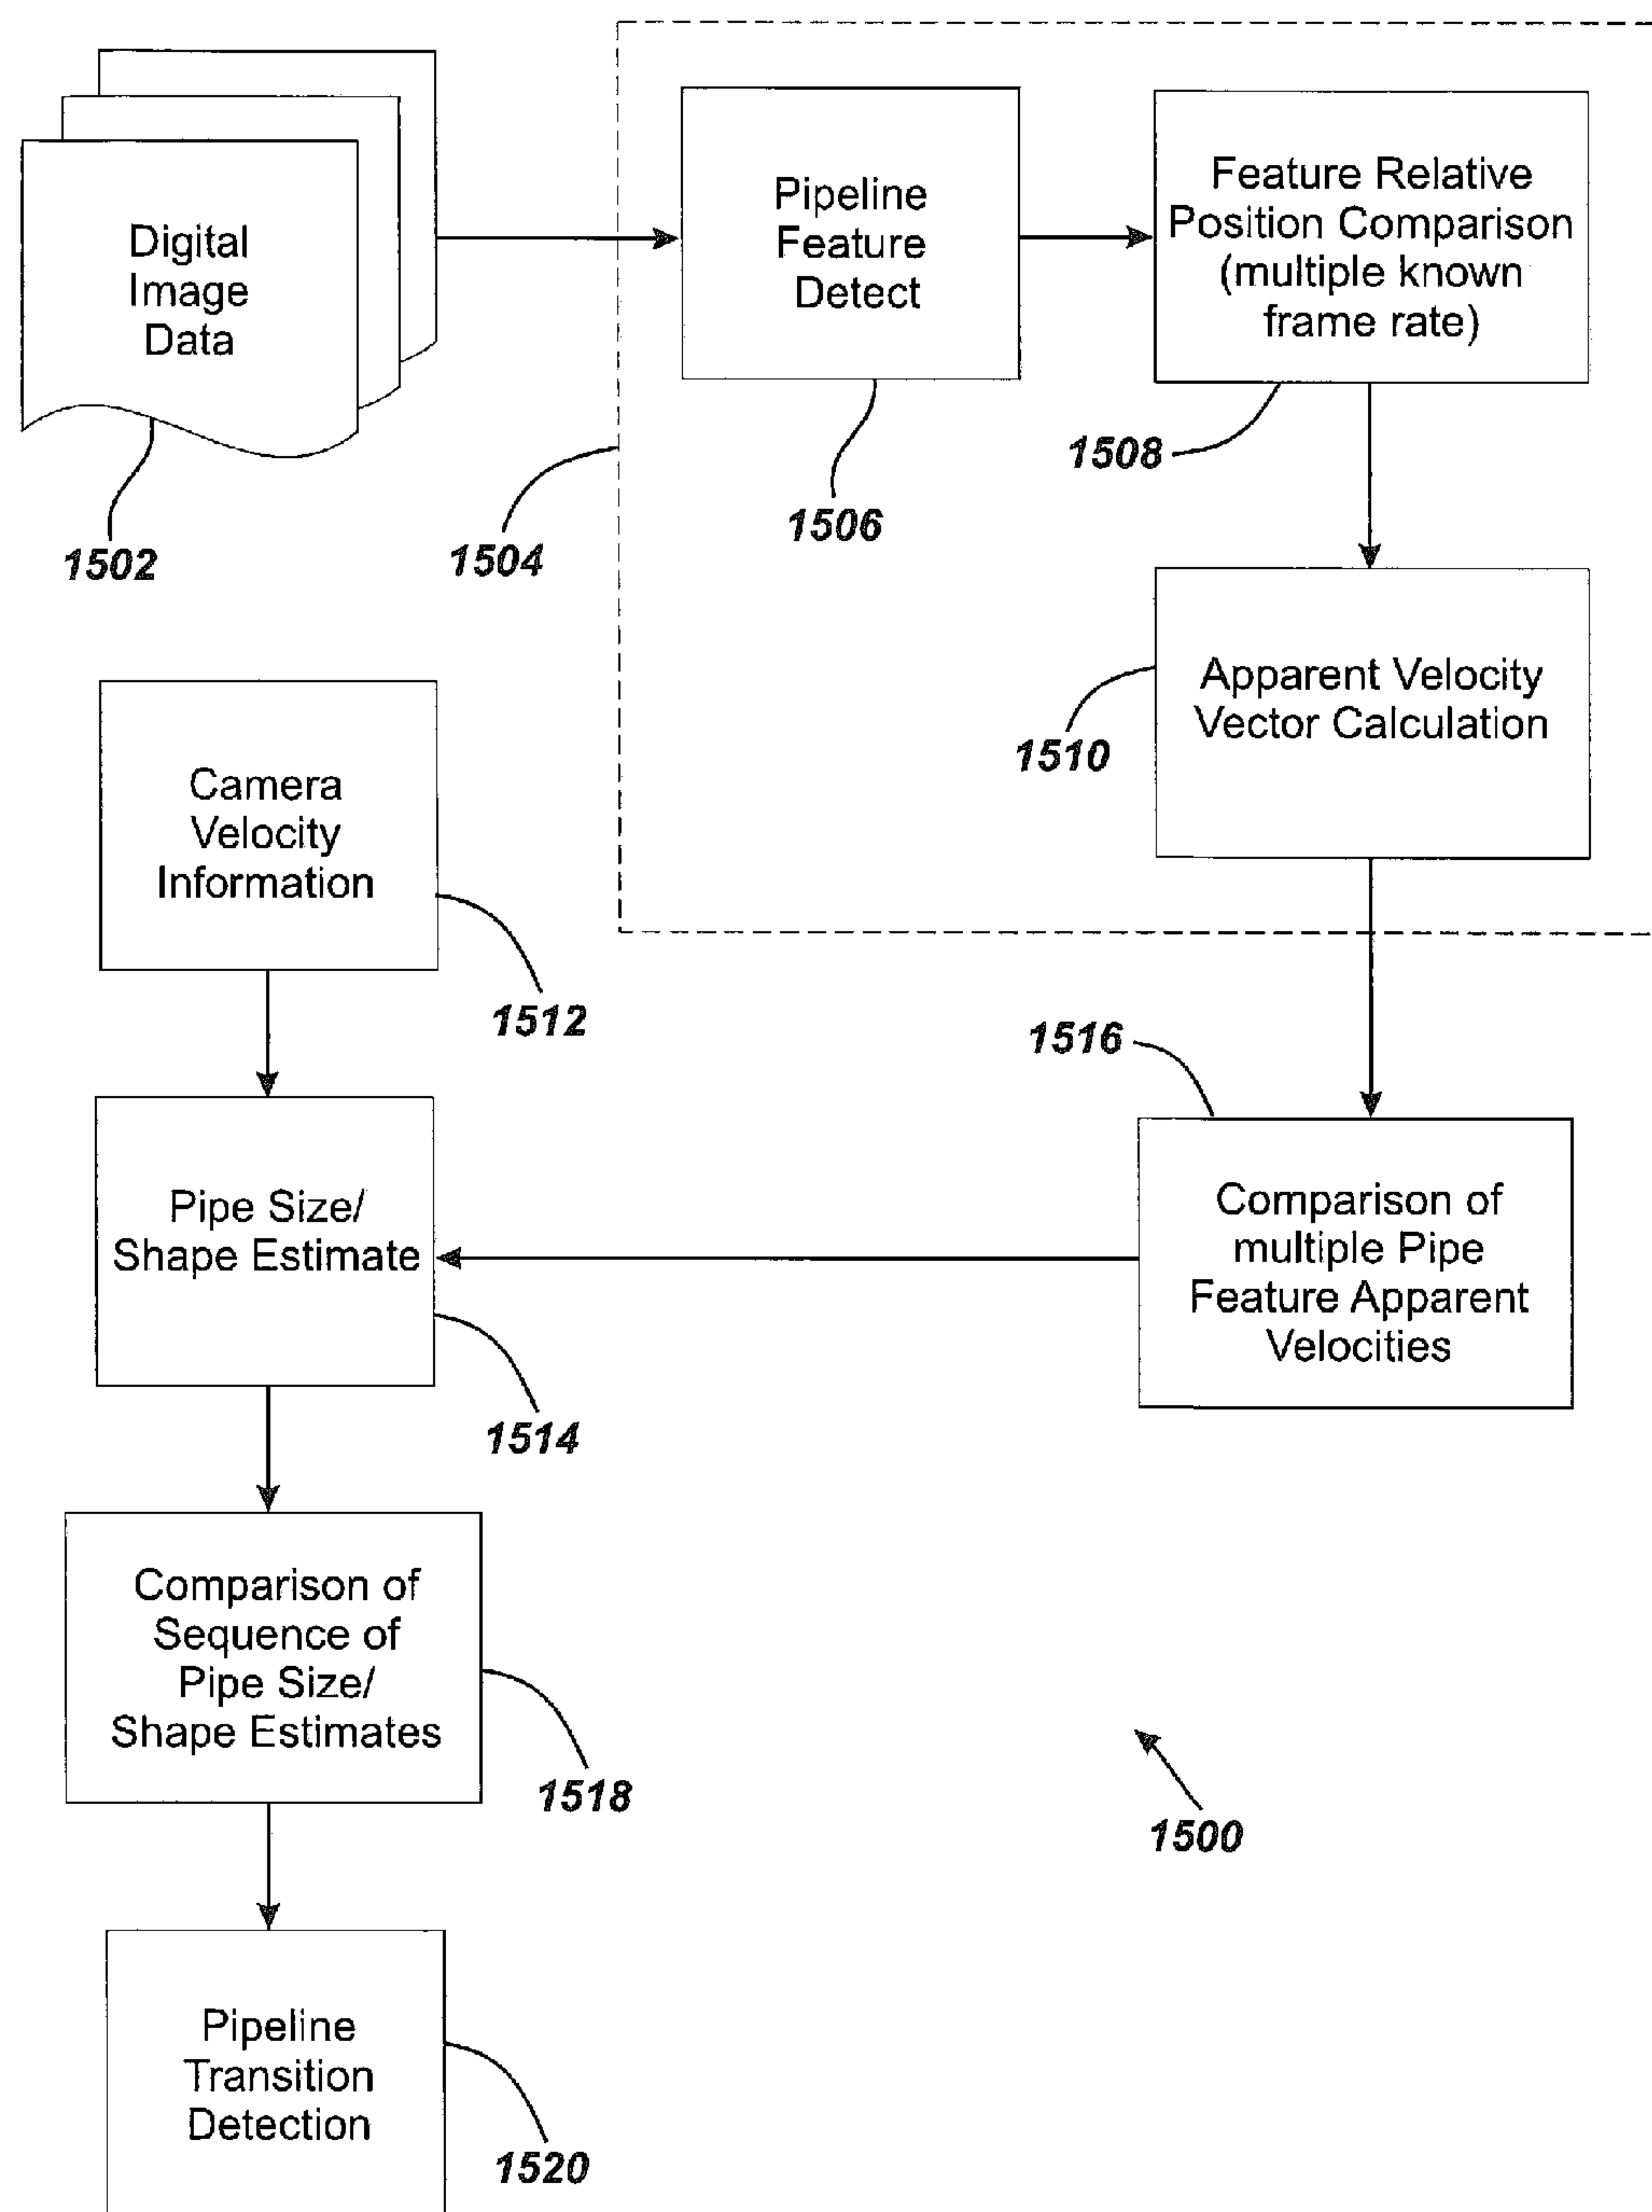 Digital
Image
Data
1502
1504
Pipeline
Feature
Detect
1506
Feature Relative
Position Comparison
(multiple known
frame rate)
1508
Apparent Velocity
Vector Calculation
1510
Camera
Velocity
Information
1512
1516
Comparison of
multiple Pipe
Feature Apparent
Velocities
Pipe Size/
Shape Estimate
1514
Comparison of
Sequence of
Pipe Size/
Shape Estimates
1518
1500
Pipeline
Transition
Detection
1520